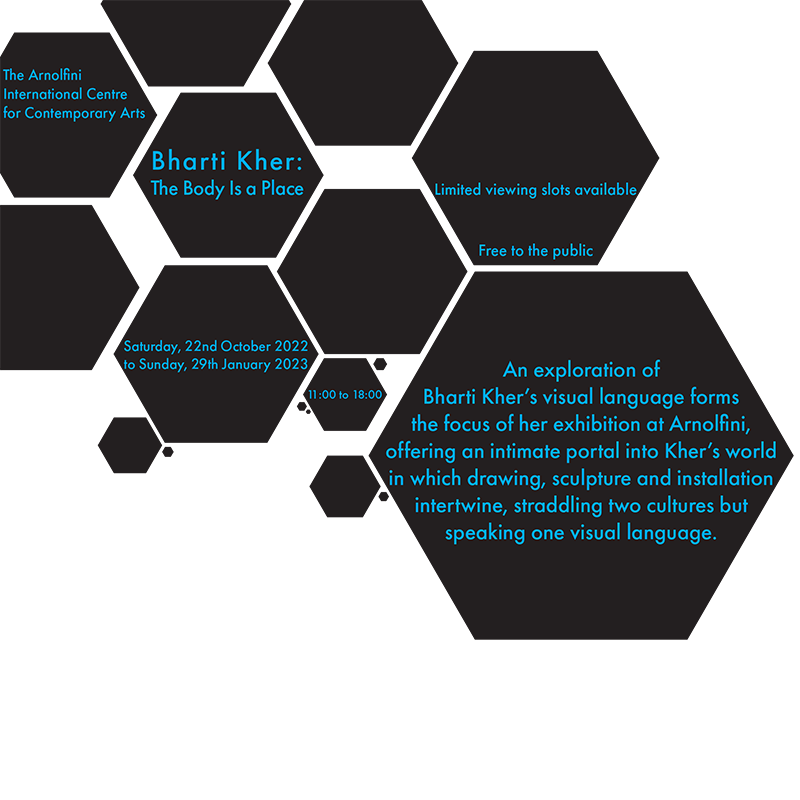 The Arnolfini
International Centre
for Contemporary Arts
Bharti Kher:
The Body Is a Place
Limited viewing slots available
Free to the public
Saturday, 22nd October 2022
to Sunday, 29th January 2023
11:00 to 18:00
An exploration of
Bharti Kher’s visual language forms
the focus of her exhibition at Arnolfini,
offering an intimate portal into Kher’s world
in which drawing, sculpture and installation
intertwine, straddling two cultures but
speaking one visual language.